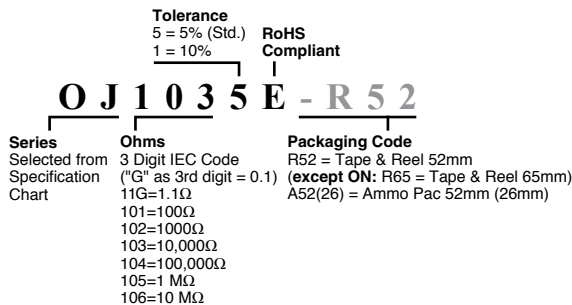 Tolerance
5 = 5% (Std.)
1 = 10%
RoHS
Compliant
O J 1 0 3 5 E - R 5 2
Series
Selected from
Specification
Chart
Ohms
3 Digit IEC Code
("G" as 3rd digit = 0.1)
11G=1.1Ω
101=100Ω
102=1000Ω
103=10,000Ω
104=100,000Ω
105=1 MΩ
106=10 MΩ
Packaging Code
R52 = Tape & Reel 52mm
(except ON: R65 = Tape & Reel 65mm)
A52(26) = Ammo Pac 52mm (26mm)